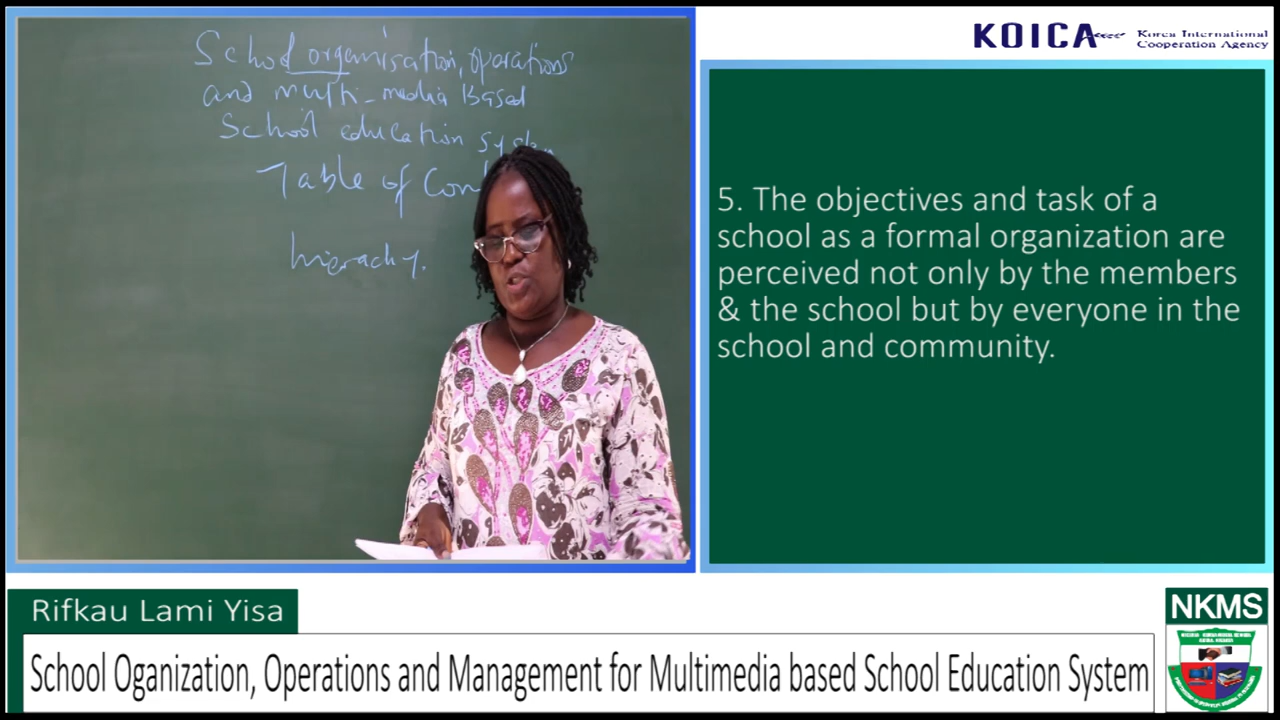 School organisation, operations
and multi-media Based
School education system
Table of Con
hierachy.
KOICA
Korea International
Cooperation Agency
5. The objectives and task of a
school as a formal organization are
perceived not only by the members
& the school but by everyone in the
school and community.
Rifkau Lami Yisa
School Oganization, Operations and Management for Multimedia based School Education System
NKMS